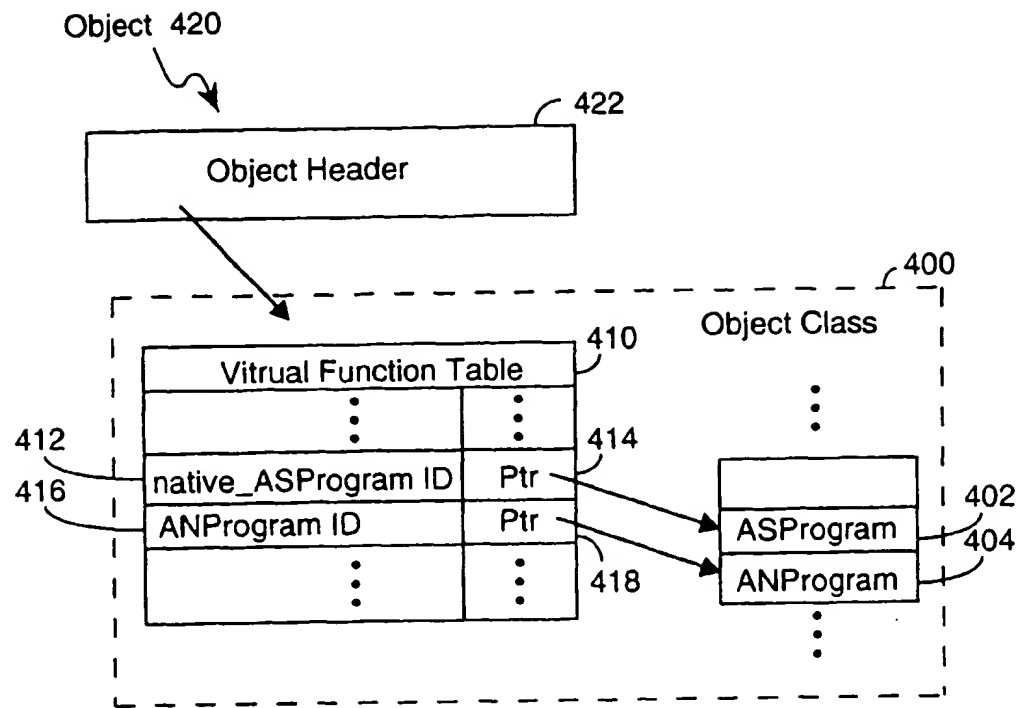 Object 420
422
Object Header
400
Object Class
410
Vitrual Function Table
412
414
native_ASProgram ID Ptr
416
ANProgram ID Ptr
418
ASProgram
402
404
ANProgram